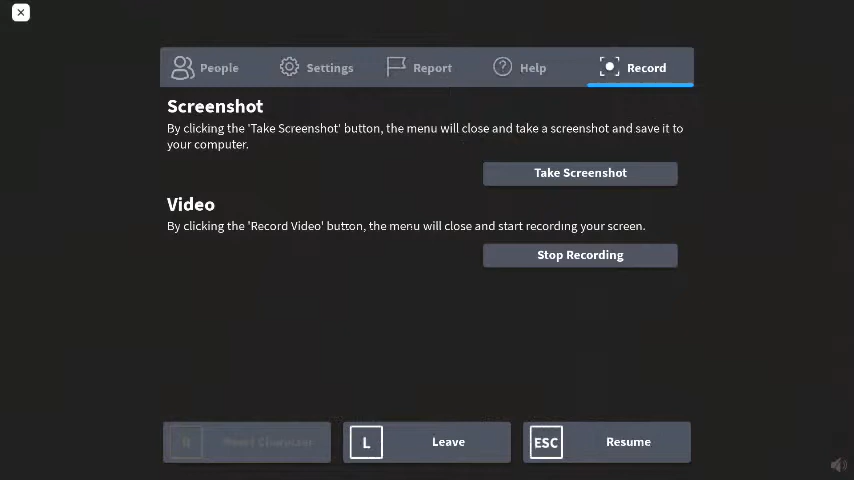 People Settings Report Help Record
Screenshot
By clicking the 'Take Screenshot' button, the menu will close and take a screenshot and save it to
your computer.
Take Screenshot
Video
By clicking the 'Record Video' button, the menu will close and start recording your screen.
Stop Recording
R Reset Character L Leave ESC Resume